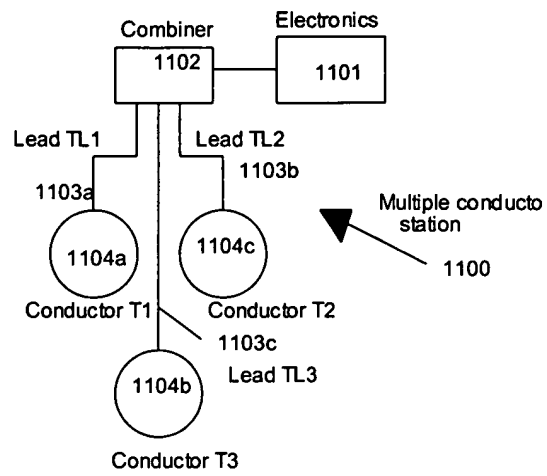 Electronics
Combiner
1102
1101
Lead TL1
Lead TL2
1103a
1103b
Multiple conducto
station
1104a
1104c
1100
Conductor T1
Conductor T2
1103c
1104b
Lead TL3
Conductor T3